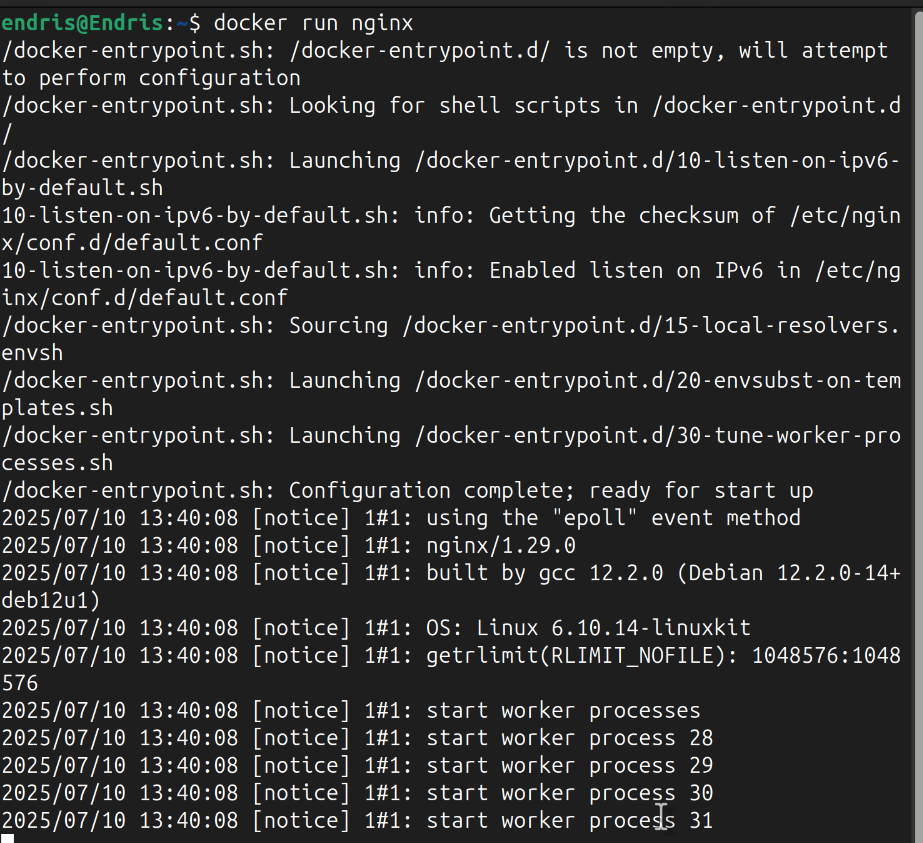 endris@Endris:~$ docker run nginx
/docker-entrypoint.sh: /docker-entrypoint.d/ is not empty, will attempt
to perform configuration
/docker-entrypoint.sh: Looking for shell scripts in /docker-entrypoint.d
/
/docker-entrypoint.sh: Launching /docker-entrypoint.d/10-listen-on-ipv6-
by-default.sh
10-listen-on-ipv6-by-default.sh: info: Getting the checksum of /etc/ngin
x/conf.d/default.conf
10-listen-on-ipv6-by-default.sh: info: Enabled listen on IPv6 in /etc/ng
inx/conf.d/default.conf
/docker-entrypoint.sh: Sourcing /docker-entrypoint.d/15-local-resolvers.
envsh
/docker-entrypoint.sh: Launching /docker-entrypoint.d/20-envsubst-on-tem
plates.sh
/docker-entrypoint.sh: Launching /docker-entrypoint.d/30-tune-worker-pro
cesses.sh
/docker-entrypoint.sh: Configuration complete; ready for start up
2025/07/10 13:40:08 [notice] 1#1: using the "epoll" event method
2025/07/10 13:40:08 [notice] 1#1: nginx/1.29.0
2025/07/10 13:40:08 [notice] 1#1: built by gcc 12.2.0 (Debian 12.2.0-14+
deb12u1)
2025/07/10 13:40:08 [notice] 1#1: OS: Linux 6.10.14-linuxkit
2025/07/10 13:40:08 [notice] 1#1: getrlimit(RLIMIT_NOFILE): 1048576:1048
576
2025/07/10 13:40:08 [notice] 1#1: start worker processes
2025/07/10 13:40:08 [notice] 1#1: start worker process 28
2025/07/10 13:40:08 [notice] 1#1: start worker process 29
2025/07/10 13:40:08 [notice] 1#1: start worker process 30
2025/07/10 13:40:08 [notice] 1#1: start worker process 31